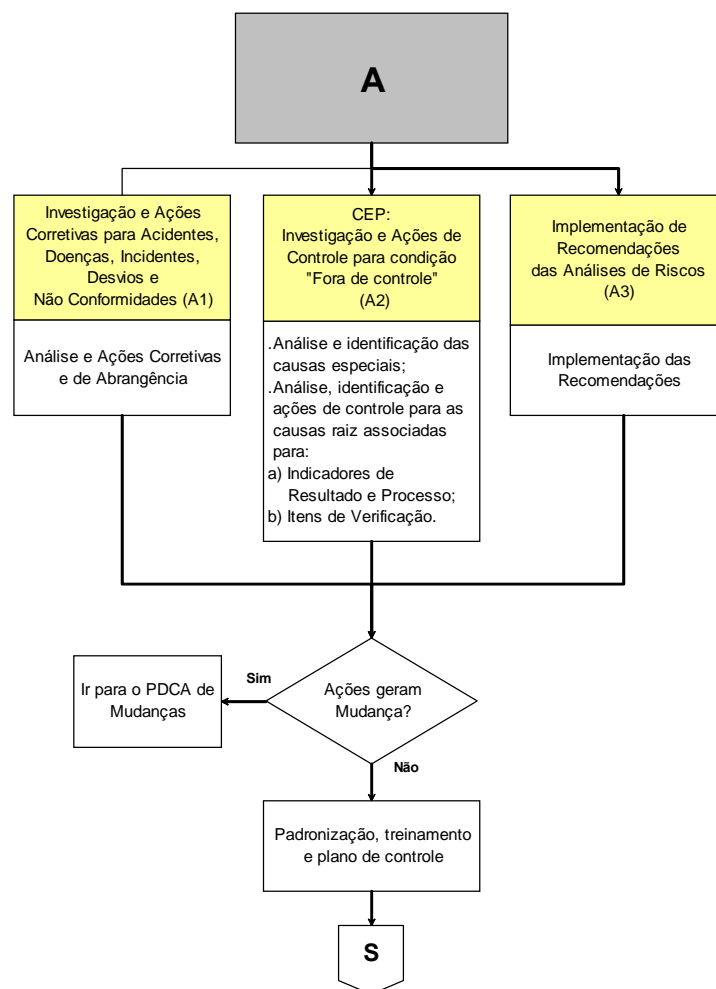 A
Investigação e Ações
Corretivas para Acidentes,
Doenças, Incidentes,
Desvios e
Não Conformidades (A1)
Análise e Ações Corretivas
e de Abrangência
CEP:
Investigação e Ações de
Controle para condição
"Fora de controle"
(A2)
.Análise e identificação das
causas especiais;
.Análise, identificação e
ações de controle para as
causas raiz associadas
para:
a) Indicadores de
Resultado e Processo;
b) Itens de Verificação.
Implementação de
Recomendações
das Análises de Riscos
(A3)
Implementação das
Recomendações
Ações geram
Mudança?
Sim
Ir para o PDCA de
Mudanças
Não
Padronização, treinamento
e plano de controle
S